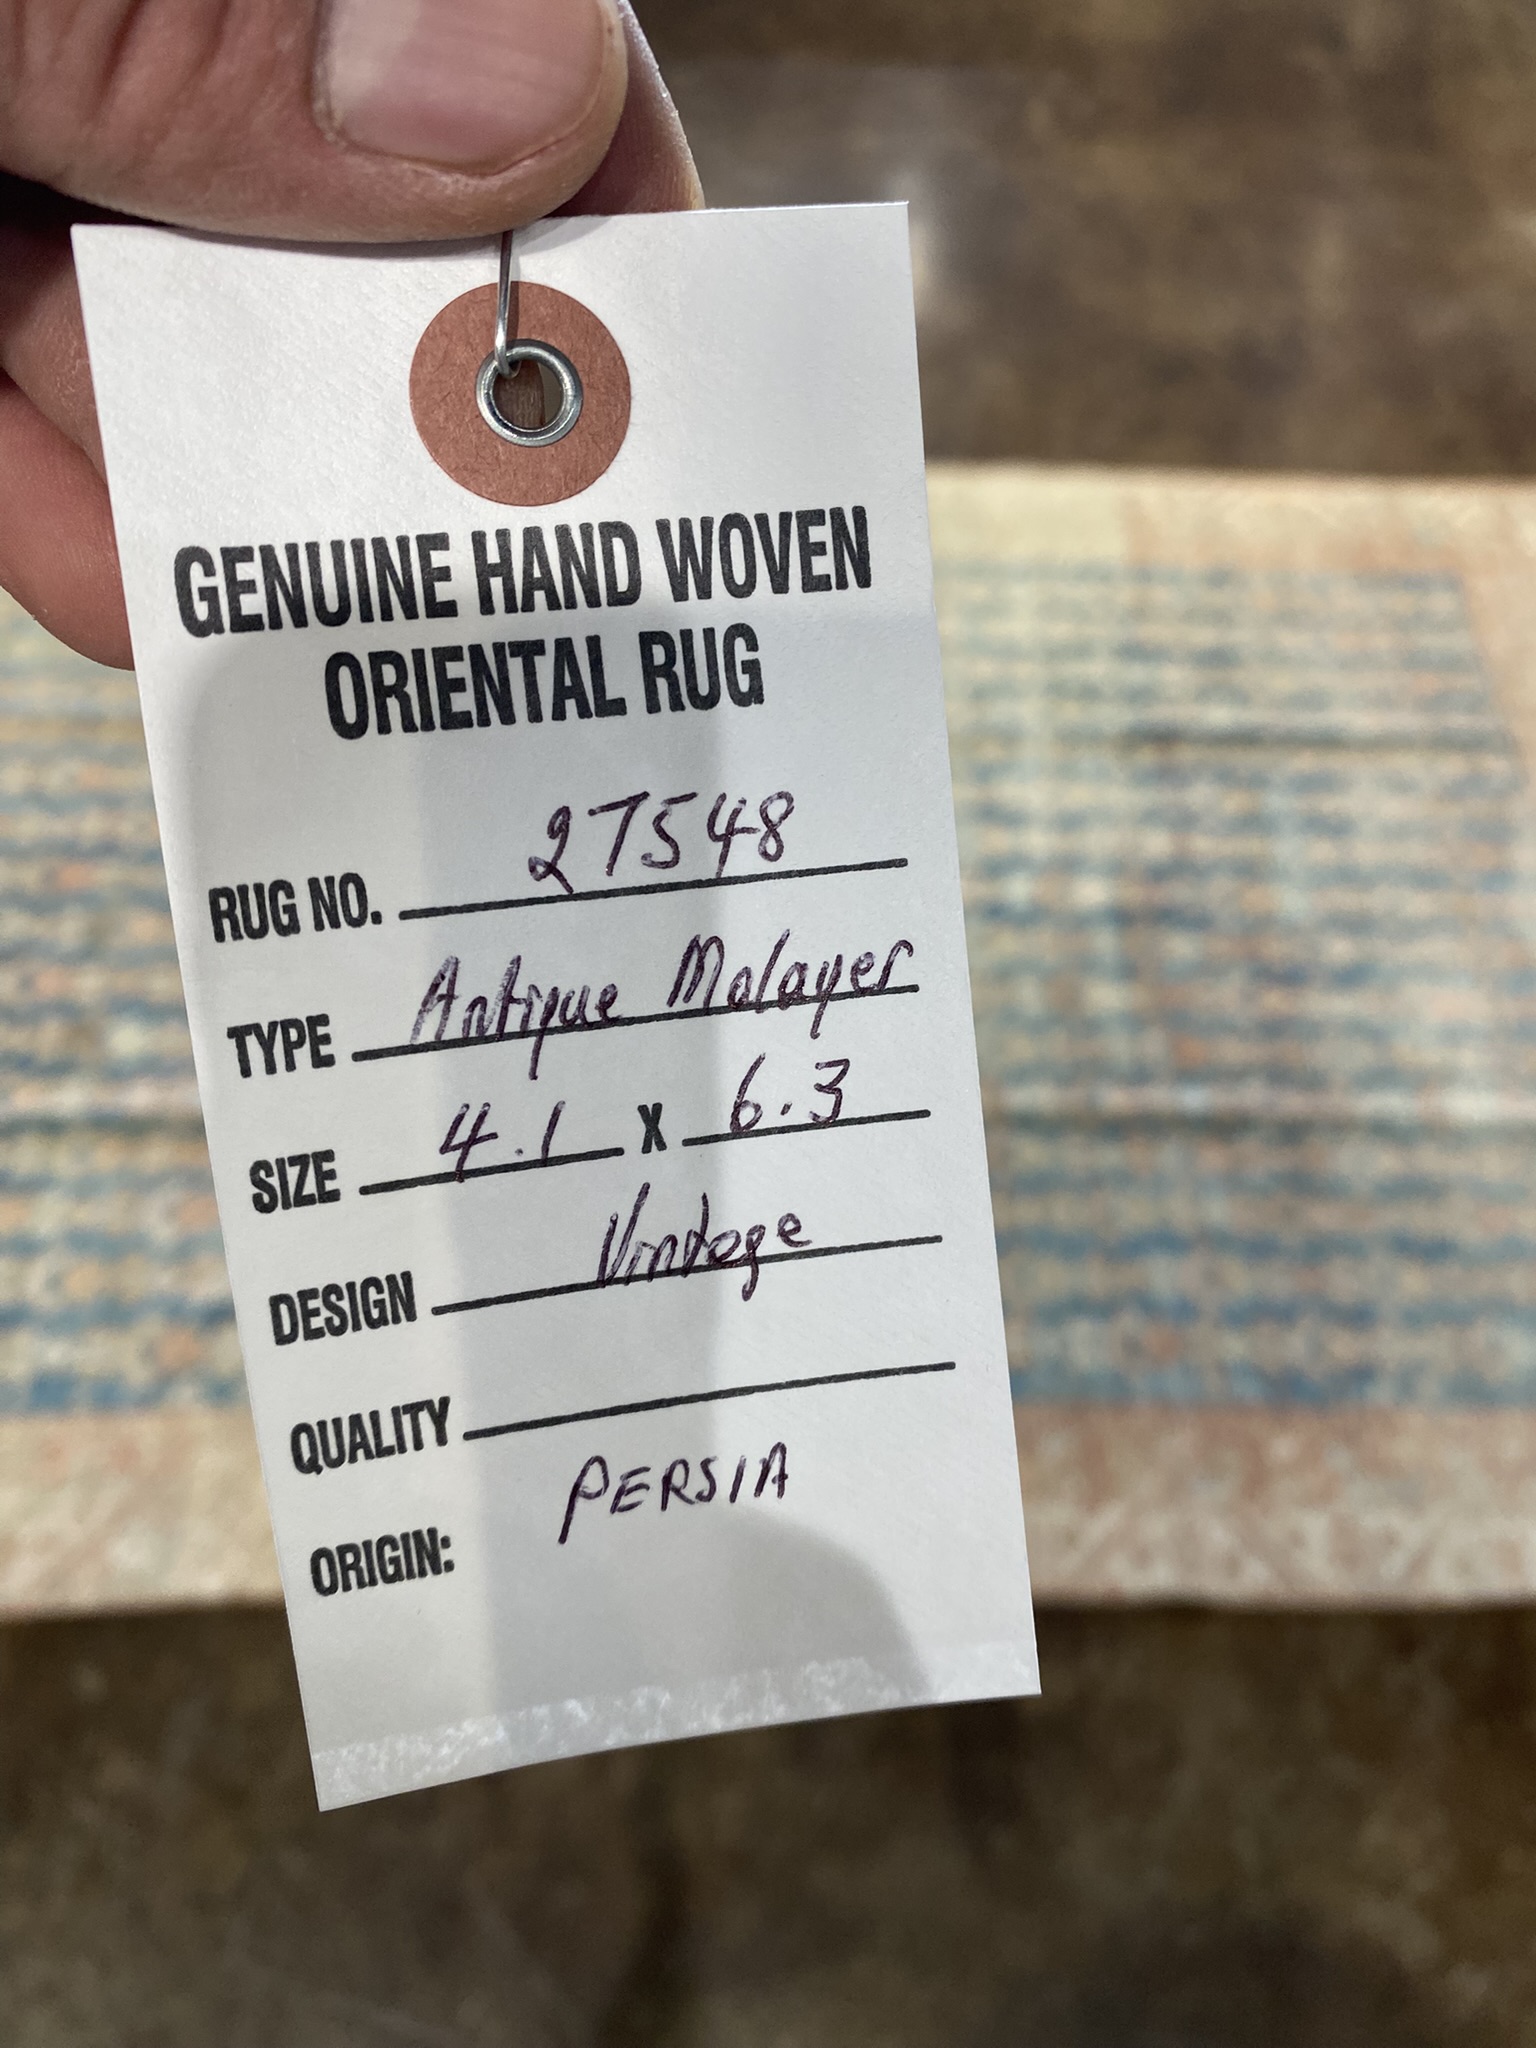 GENUINE HAND WOVEN
ORIENTAL RUG
RUG NO. 27548
TYPE Antique Malayer
SIZE 4.1 X 6.3
DESIGN Vintage
QUALITY
ORIGIN: PERSIA